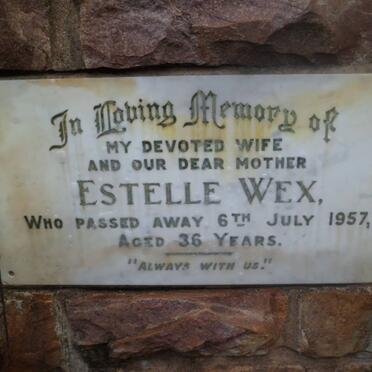 In Loving Memory of
MY DEVOTED WIFE
AND OUR DEAR MOTHER
ESTELLE WEX,
WHO PASSED AWAY 6TH JULY 1957,
AGED 36 YEARS.
"ALWAYS WITH US."